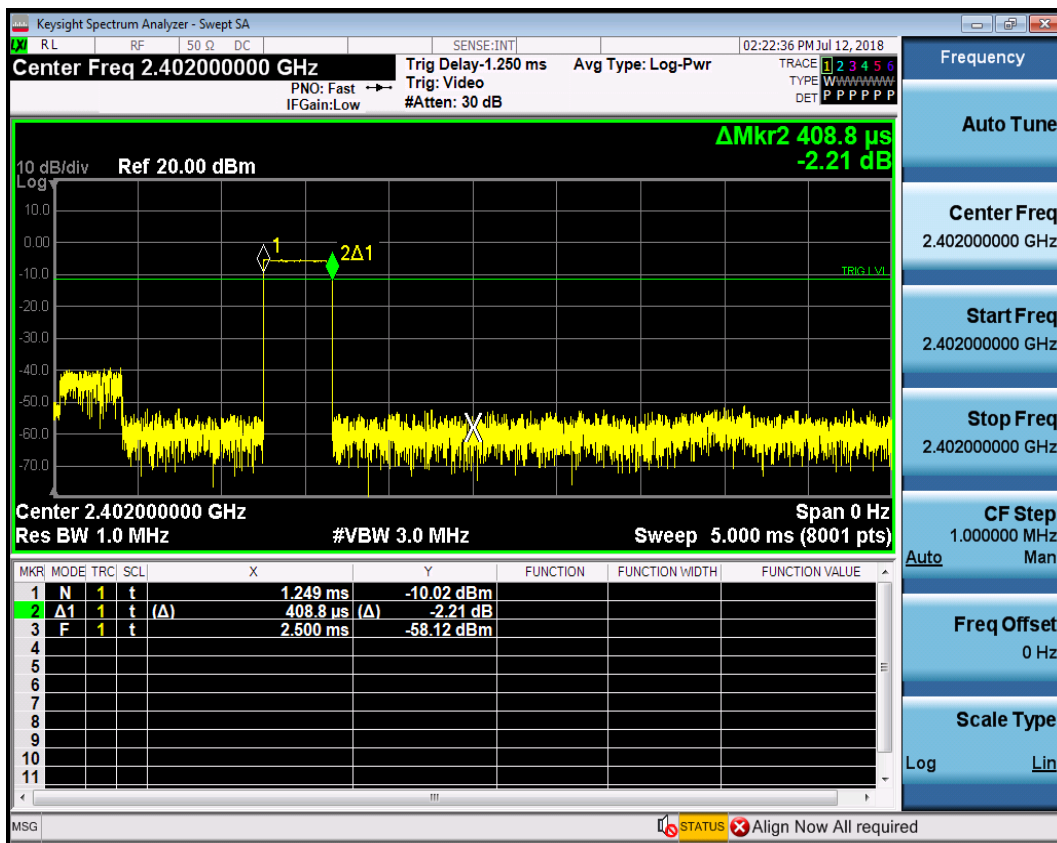 Keysight Spectrum Analyzer - Swept SA
LXI RL RF 50 Ω DC SENSE:INT 02:22:36 PM Jul 12, 2018
Center Freq 2.402000000 GHz
PNO: Fast
IFGain:Low
Trig Delay-1.250 ms
Trig: Video
#Atten: 30 dB
Avg Type: Log-Pwr
TRACE 1 2 3 4 5 6
TYPE WWWWWW
DET P P P P P P
ΔMkr2 408.8 µs
-2.21 dB
10 dB/div Ref 20.00 dBm
Log
10.0
0.00
-10.0
-20.0
-30.0
-40.0
-50.0
-60.0
-70.0
1
2Δ1
TRIG LVL
X
Center 2.402000000 GHz Span 0 Hz
Res BW 1.0 MHz #VBW 3.0 MHz Sweep 5.000 ms (8001 pts)
MKR MODE TRC SCL X Y FUNCTION FUNCTION WIDTH FUNCTION VALUE
1 N 1 t 1.249 ms -10.02 dBm
2 Δ1 1 t (Δ) 408.8 µs (Δ) -2.21 dB
3 F 1 t 2.500 ms -58.12 dBm
4
5
6
7
8
9
10
11
MSG STATUS Align Now All required
Frequency
Auto Tune
Center Freq
2.402000000 GHz
Start Freq
2.402000000 GHz
Stop Freq
2.402000000 GHz
CF Step
1.000000 MHz
Auto Man
Freq Offset
0 Hz
Scale Type
Log Lin